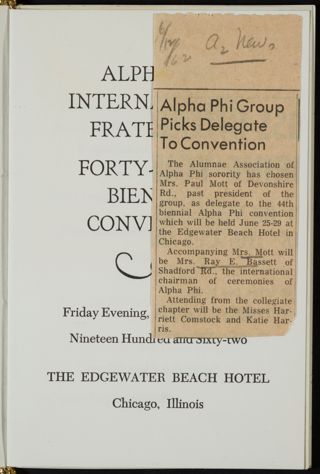 6/12/62
A2 News
Alpha Phi Group
Picks Delegate
To Convention
The Alumnae Association of
Alpha Phi sorority has chosen
Mrs. Paul Mott of Devonshire
Rd., past president of the
group, as delegate to the 44th
biennial Alpha Phi convention
which will be held June 25-29 at
the Edgewater Beach Hotel in
Chicago.
Accompanying Mrs. Mott will
be Mrs. Ray E. Bassett of
Shadford Rd., the international
chairman of ceremonies of
Alpha Phi.
Attending from the collegiate
chapter will be the Misses Har-
riett Comstock and Katie Har-
ris.
ALPH
INTERNA
FRATE
FORTY-
BIEN
CONV
Friday Evening,
Nineteen Hundred and Sixty-two
THE EDGEWATER BEACH HOTEL
Chicago, Illinois